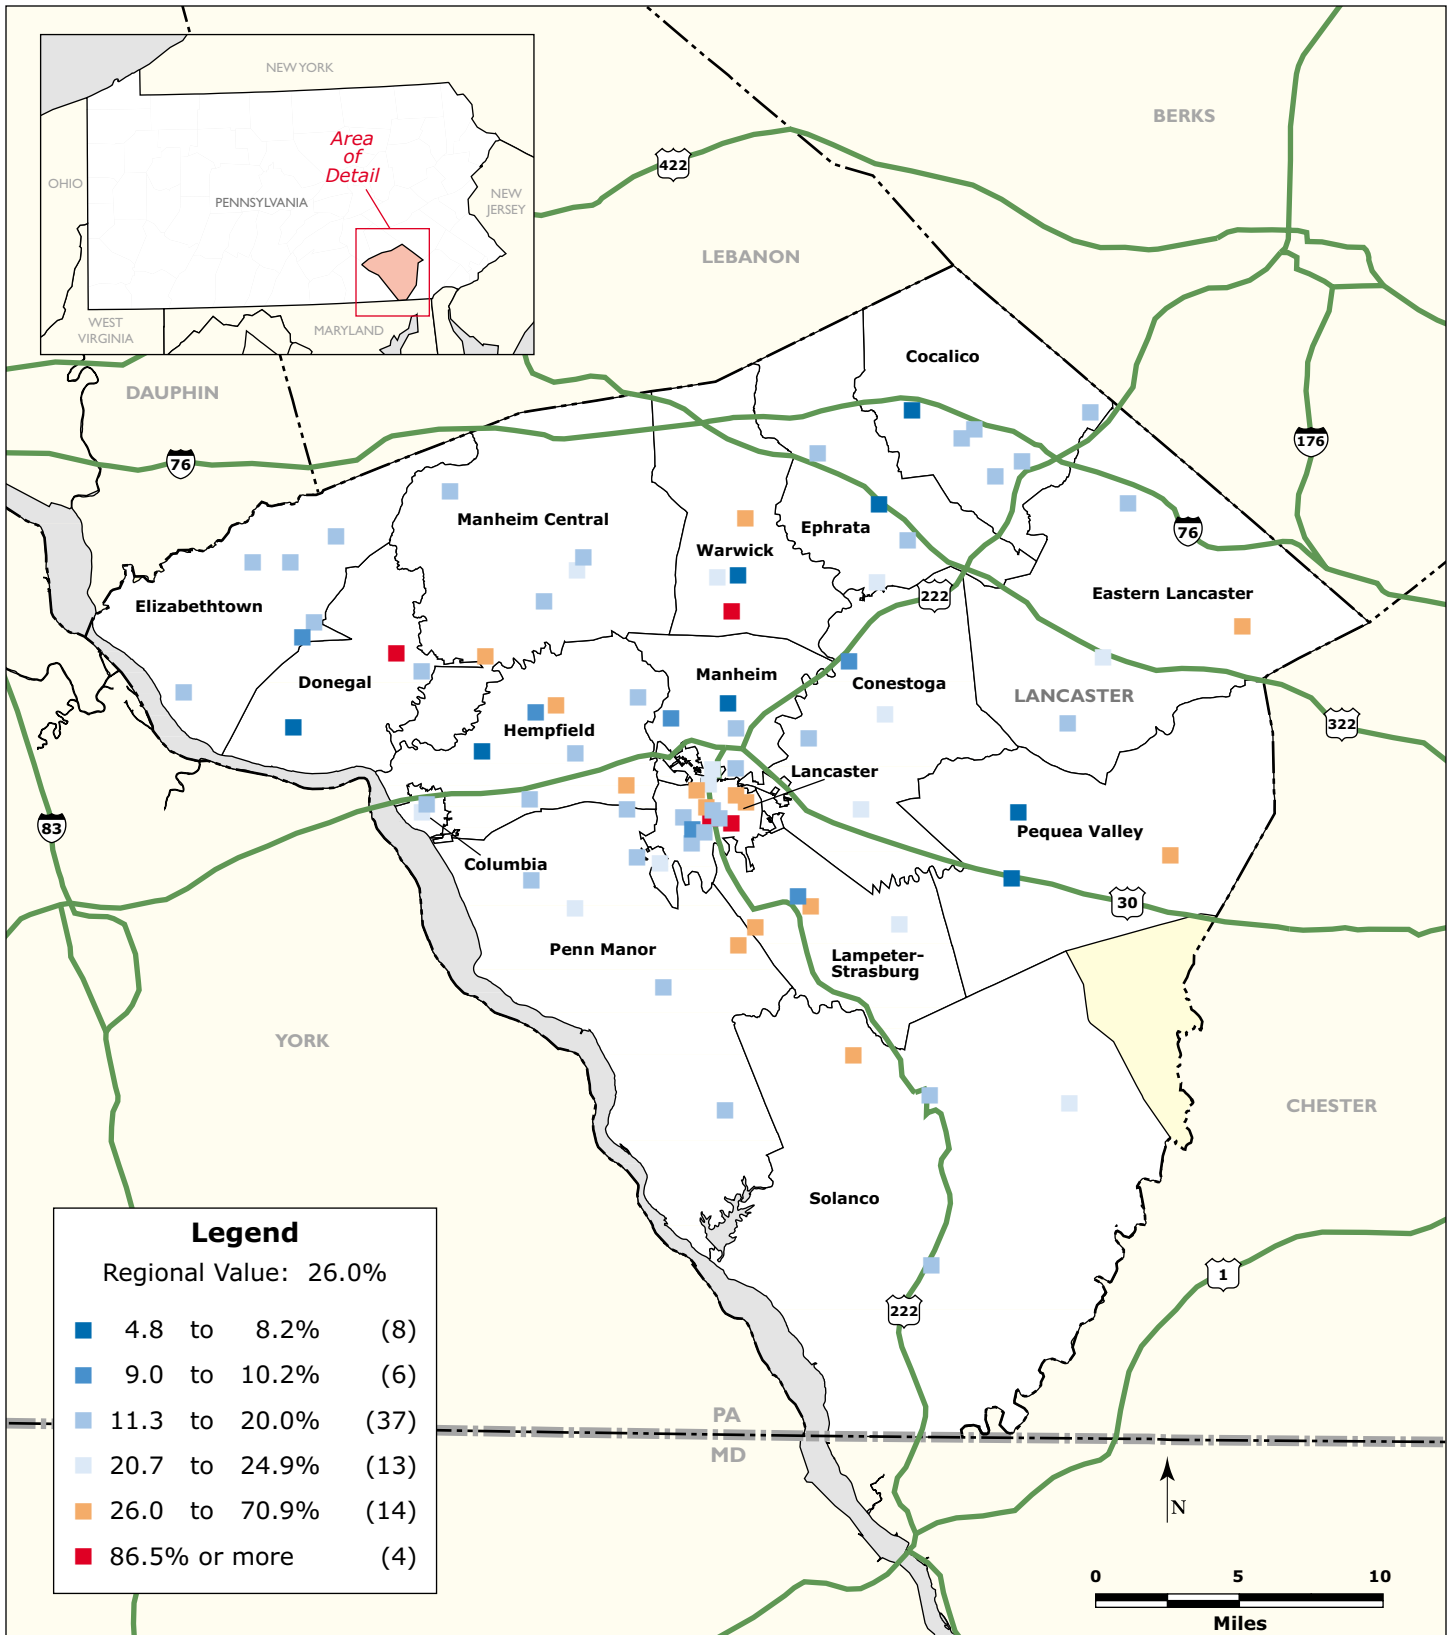 NEW YORK
OHIO
PENNSYLVANIA
Area
of
Detail
NEW
JERSEY
WEST
VIRGINIA
MARYLAND
BERKS
422
LEBANON
DAUPHIN
Cocalico
76
176
Manheim Central
Ephrata
Warwick
76
Elizabethtown
222
Eastern Lancaster
Donegal
Manheim
Conestoga
LANCASTER
Hempfield
322
Lancaster
83
Columbia
Pequea Valley
30
Penn Manor
Lampeter-
Strasburg
YORK
CHESTER
Solanco
1
222
Legend
Regional Value: 26.0%
4.8 to 8.2% (8)
9.0 to 10.2% (6)
11.3 to 20.0% (37)
20.7 to 24.9% (13)
26.0 to 70.9% (14)
86.5% or more (4)
PA
MD
N
0 5 10
Miles